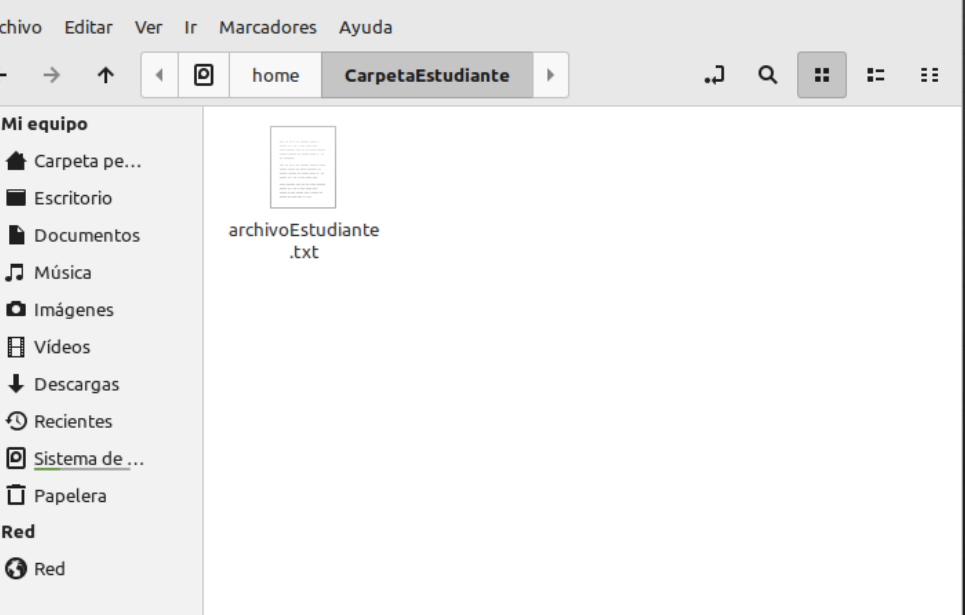 chivo Editar Ver Ir Marcadores Ayuda
home CarpetaEstudiante
Mi equipo
Carpeta pe...
Escritorio
Documentos
Música
Imágenes
Vídeos
Descargas
Recientes
Sistema de ...
Papelera
Red
Red
archivoEstudiante
.txt